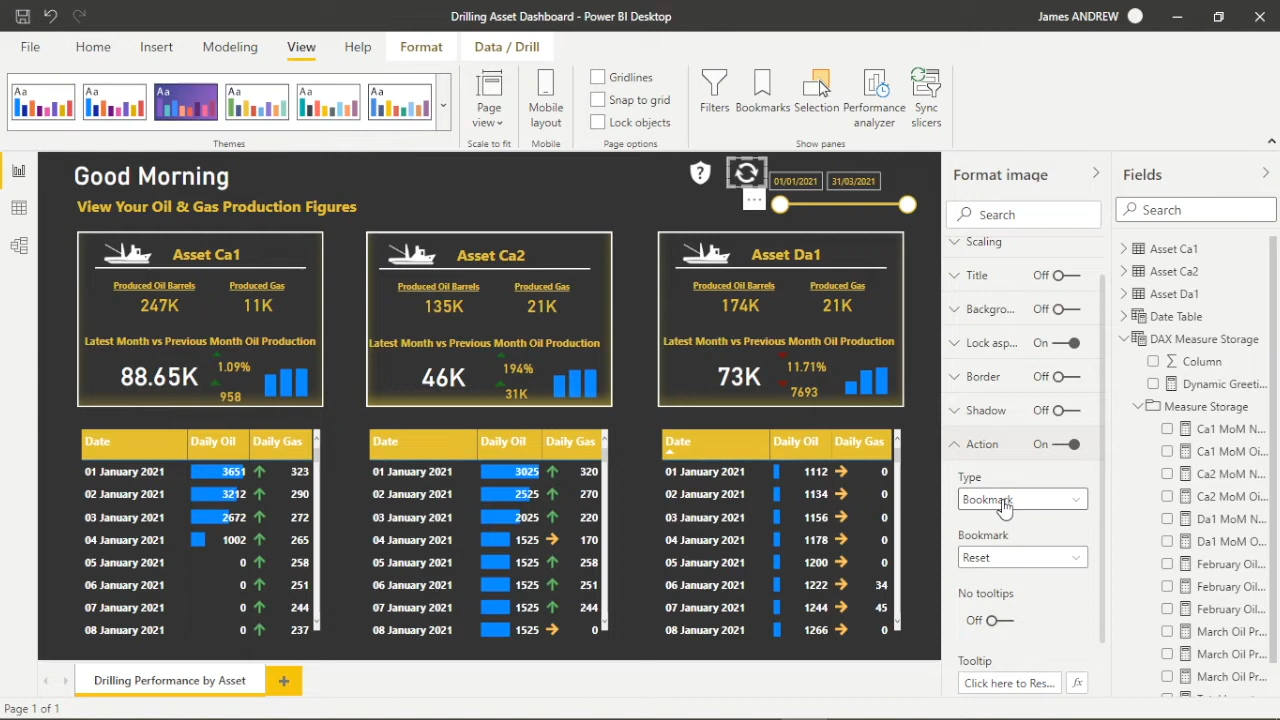 Drilling Asset Dashboard - Power BI Desktop
James ANDREW
File Home Insert Modeling View Help Format Data / Drill
Aa Aa Aa Aa Aa Aa
Page view
Mobile layout
Gridlines
Snap to grid
Lock objects
Filters Bookmarks Selection Performance analyzer Sync slicers
Themes Scale to fit Mobile Page options Show panes
Good Morning
View Your Oil & Gas Production Figures
?
01/01/2021 31/03/2021
...
Asset Ca1
Produced Oil Barrels Produced Gas
247K 11K
Latest Month vs Previous Month Oil Production
88.65K 1.09%
958
Asset Ca2
Produced Oil Barrels Produced Gas
135K 21K
Latest Month vs Previous Month Oil Production
46K 194%
31K
Asset Da1
Produced Oil Barrels Produced Gas
174K 21K
Latest Month vs Previous Month Oil Production
73K 11.71%
7693
Date Daily Oil Daily Gas
01 January 2021 3651 323
02 January 2021 3212 290
03 January 2021 2672 272
04 January 2021 1002 265
05 January 2021 0 258
06 January 2021 0 251
07 January 2021 0 244
08 January 2021 0 237
Date Daily Oil Daily Gas
01 January 2021 3025 320
02 January 2021 2525 270
03 January 2021 2025 220
04 January 2021 1525 170
05 January 2021 1525 258
06 January 2021 1525 251
07 January 2021 1525 244
08 January 2021 1525 0
Date Daily Oil Daily Gas
01 January 2021 1112 0
02 January 2021 1134 0
03 January 2021 1156 0
04 January 2021 1178 0
05 January 2021 1200 0
06 January 2021 1222 34
07 January 2021 1244 45
08 January 2021 1266 0
Format image
Search
Scaling
Title Off
Backgro... Off
Lock asp... On
Border Off
Shadow Off
Action On
Type
Bookmark
Bookmark
Reset
No tooltips
Off
Tooltip
Click here to Res... fx
Fields
Search
Asset Ca1
Asset Ca2
Asset Da1
Date Table
DAX Measure Storage
Column
Dynamic Greeti...
Measure Storage
Ca1 MoM N...
Ca1 MoM Oi...
Ca2 MoM N...
Ca2 MoM Oi...
Da1 MoM N...
Da1 MoM O...
February Oil...
February Oil...
February Oil...
March Oil Pr...
March Oil Pr...
March Oil Pr...
Drilling Performance by Asset +
Page 1 of 1